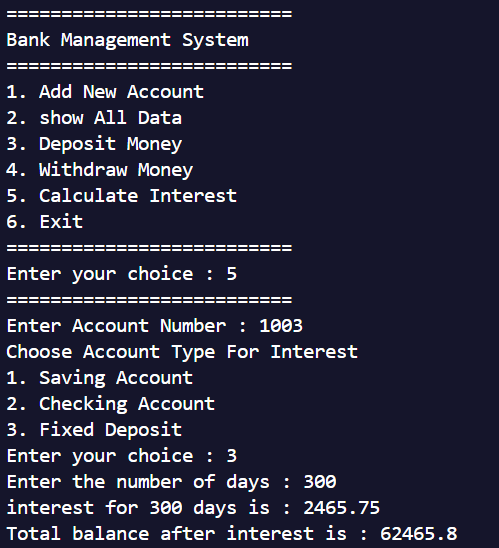 ==========================
Bank Management System
==========================
1. Add New Account
2. show All Data
3. Deposit Money
4. Withdraw Money
5. Calculate Interest
6. Exit
==========================
Enter your choice : 5
==========================
Enter Account Number : 1003
Choose Account Type For Interest
1. Saving Account
2. Checking Account
3. Fixed Deposit
Enter your choice : 3
Enter the number of days : 300
interest for 300 days is : 2465.75
Total balance after interest is : 62465.8